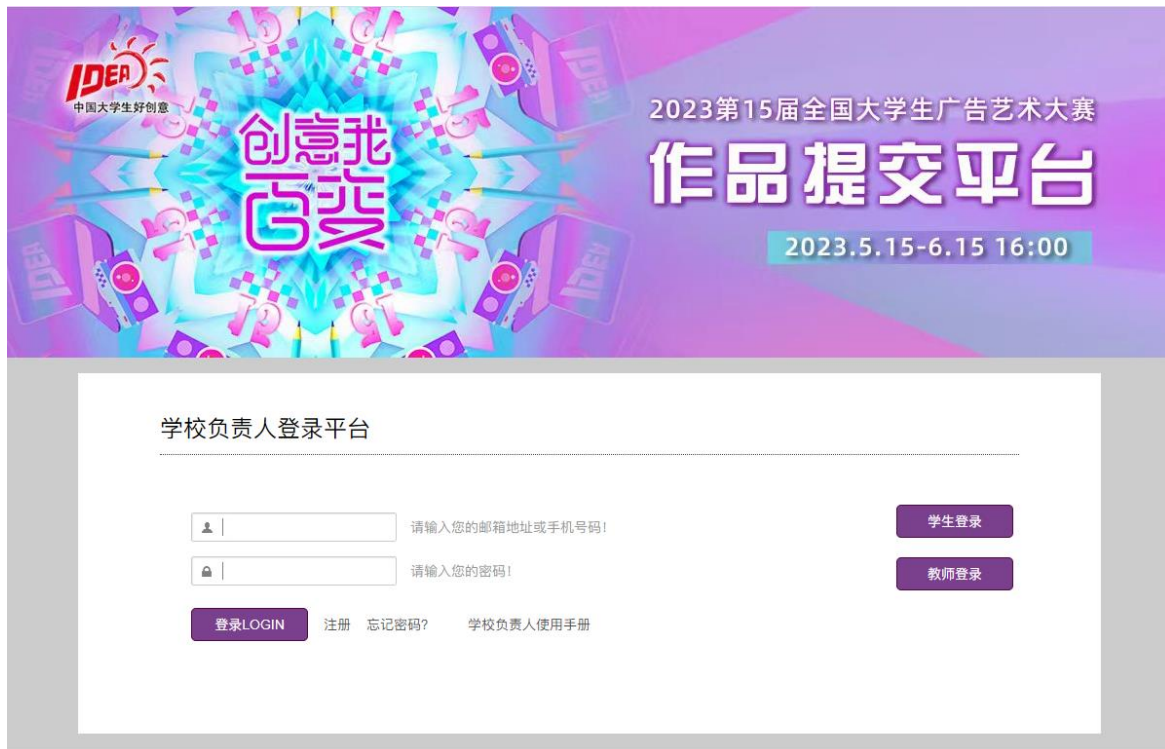 IDEA
中国大学生好创意
创意我
百变
2023第15届全国大学生广告艺术大赛
作品提交平台
2023.5.15-6.15 16:00
学校负责人登录平台
请输入您的邮箱地址或手机号码!
学生登录
请输入您的密码!
教师登录
登录LOGIN 注册 忘记密码? 学校负责人使用手册